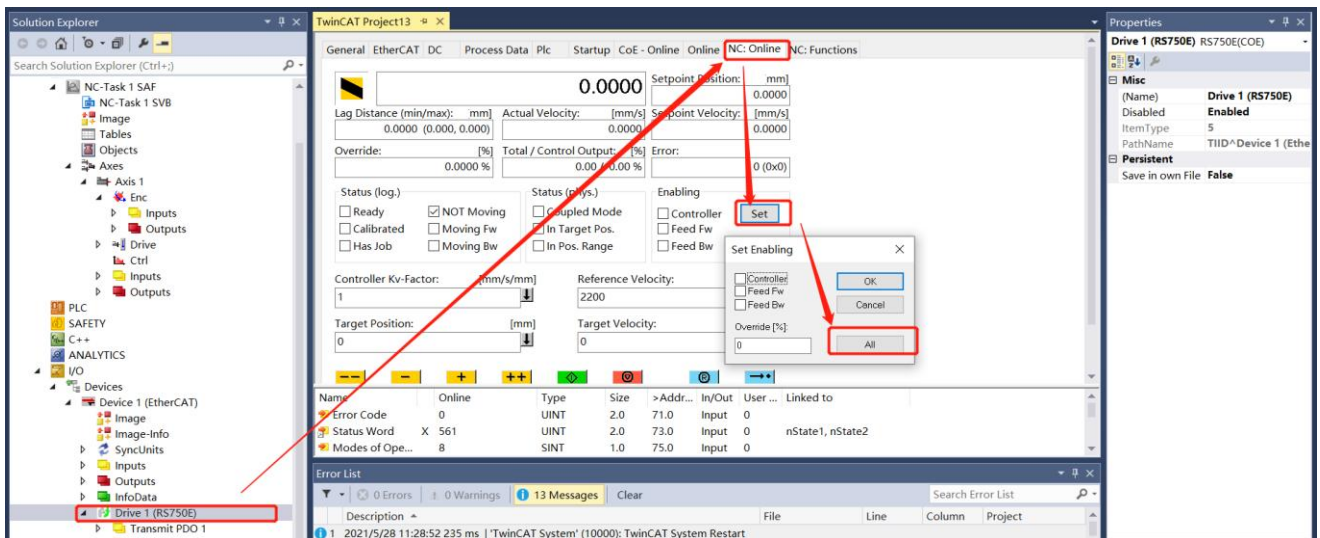 Solution Explorer
Search Solution Explorer (Ctrl+;)
NC-Task 1 SAF
NC-Task 1 SVB
Image
Tables
Objects
Axes
Axis 1
Enc
Inputs
Outputs
Drive
Ctrl
Inputs
Outputs
PLC
SAFETY
C++
ANALYTICS
I/O
Devices
Device 1 (EtherCAT)
Image
Image-Info
SyncUnits
Inputs
Outputs
InfoData
Drive 1 (RS750E)
Transmit PDO 1
TwinCAT Project13
General EtherCAT DC Process Data Plc Startup CoE - Online Online NC: Online NC: Functions
0.0000
Setpoint Position: mm]
0.0000
Lag Distance (min/max): mm] Actual Velocity: [mm/s] Setpoint Velocity: [mm/s]
0.0000 (0.000, 0.000) 0.0000 0.0000
Override: [%] Total / Control Output: [%] Error:
0.0000 % 0.00 / 0.00 % 0 (0x0)
Status (log.) Status (phys.) Enabling
Ready NOT Moving Coupled Mode Controller Set
Calibrated Moving Fw In Target Pos. Feed Fw
Has Job Moving Bw In Pos. Range Feed Bw
Set Enabling
Controller OK
Feed Fw
Feed Bw Cancel
Override [%]:
0 All
Controller Kv-Factor: [mm/s/mm] Reference Velocity:
1 2200
Target Position: [mm] Target Velocity:
0 0
-- - + ++
Name Online Type Size >Addr... In/Out User ... Linked to
Error Code 0 UINT 2.0 71.0 Input 0
Status Word X 561 UINT 2.0 73.0 Input 0 nState1, nState2
Modes of Ope... 8 SINT 1.0 75.0 Input 0
Error List
0 Errors 0 Warnings 13 Messages Clear Search Error List
Description File Line Column Project
1 2021/5/28 11:28:52 235 ms | 'TwinCAT System' (10000): TwinCAT System Restart
Properties
Drive 1 (RS750E) RS750E(COE)
Misc
(Name) Drive 1 (RS750E)
Disabled Enabled
ItemType 5
PathName TIID^Device 1 (Ethe
Persistent
Save in own File False